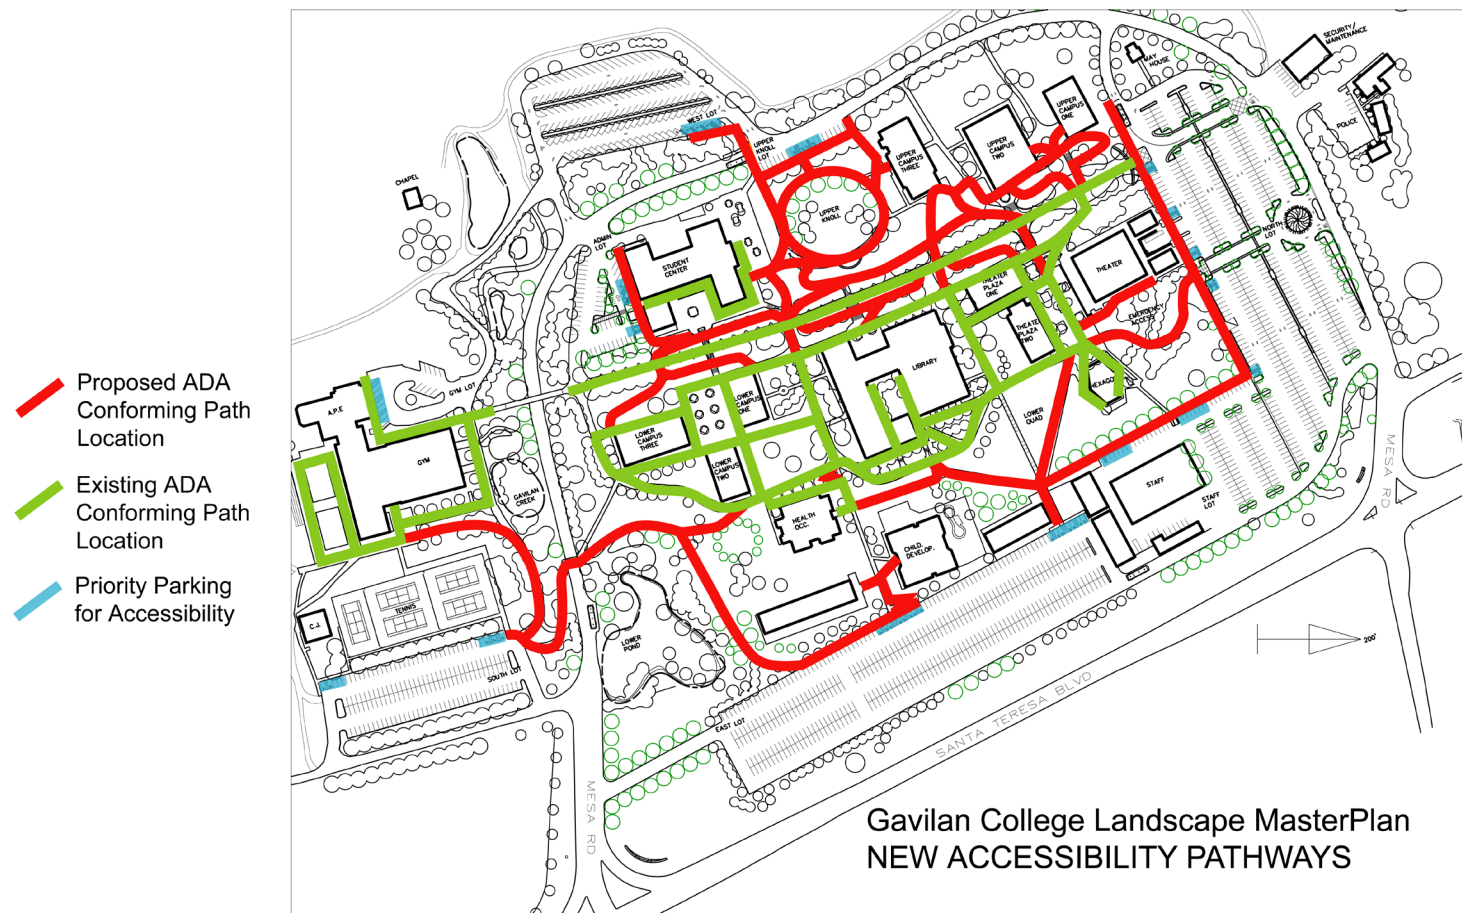 SECURITY/
MAINTENANCE
MAY
HOUSE
WEST LOT
UPPER
KNOLL
LOT
UPPER
CAMPUS
ONE
UPPER
CAMPUS
TWO
UPPER
CAMPUS
THREE
POLICE
CHAPEL
UPPER
KNOLL
ADMIN
LOT
STUDENT
CENTER
NORTH
LOT
THEATER
THEATER
PLAZA
ONE
EMERGENCY
ACCESS
THEATER
PLAZA
TWO
LIBRARY
HEXAGON
GYM LOT
A.P.E
LOWER
CAMPUS
ONE
LOWER
QUAD
LOWER
CAMPUS
THREE
GYM
LOWER
CAMPUS
TWO
GAVILAN
CREEK
STAFF
STAFF
LOT
MESA RD
HEALTH
OCC.
CHILD.
DEVELOP.
TENNIS
LOWER
POND
SOUTH LOT
EAST LOT
200'
SANTA TERESA BLVD
MESA RD
Proposed ADA
Conforming Path
Location
Existing ADA
Conforming Path
Location
Priority Parking
for Accessibility
Gavilan College Landscape MasterPlan
NEW ACCESSIBILITY PATHWAYS